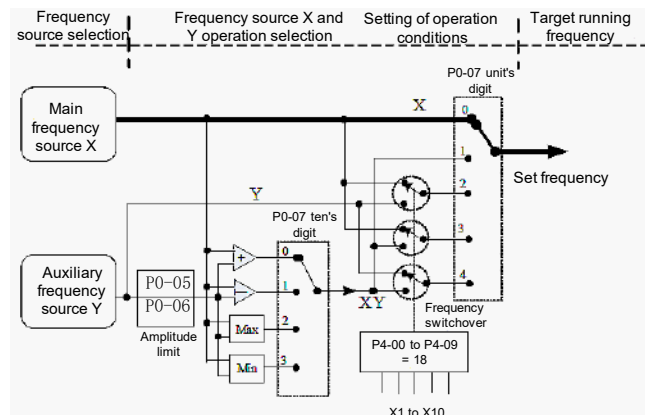 Frequency
source selection
Frequency source X and
Y operation selection
Setting of operation
conditions
Target running
frequency
P0-07 unit's
digit
Main
frequency
source X
X
0
1
2
3
4
Set frequency
Y
P0-07 ten's
digit
Auxiliary
frequency
source Y
P0-05
P0-06
Amplitude
limit
+
−
Max
Min
0
1
2
3
XY
Frequency
switchover
P4-00 to P4-09
= 18
X1 to X10